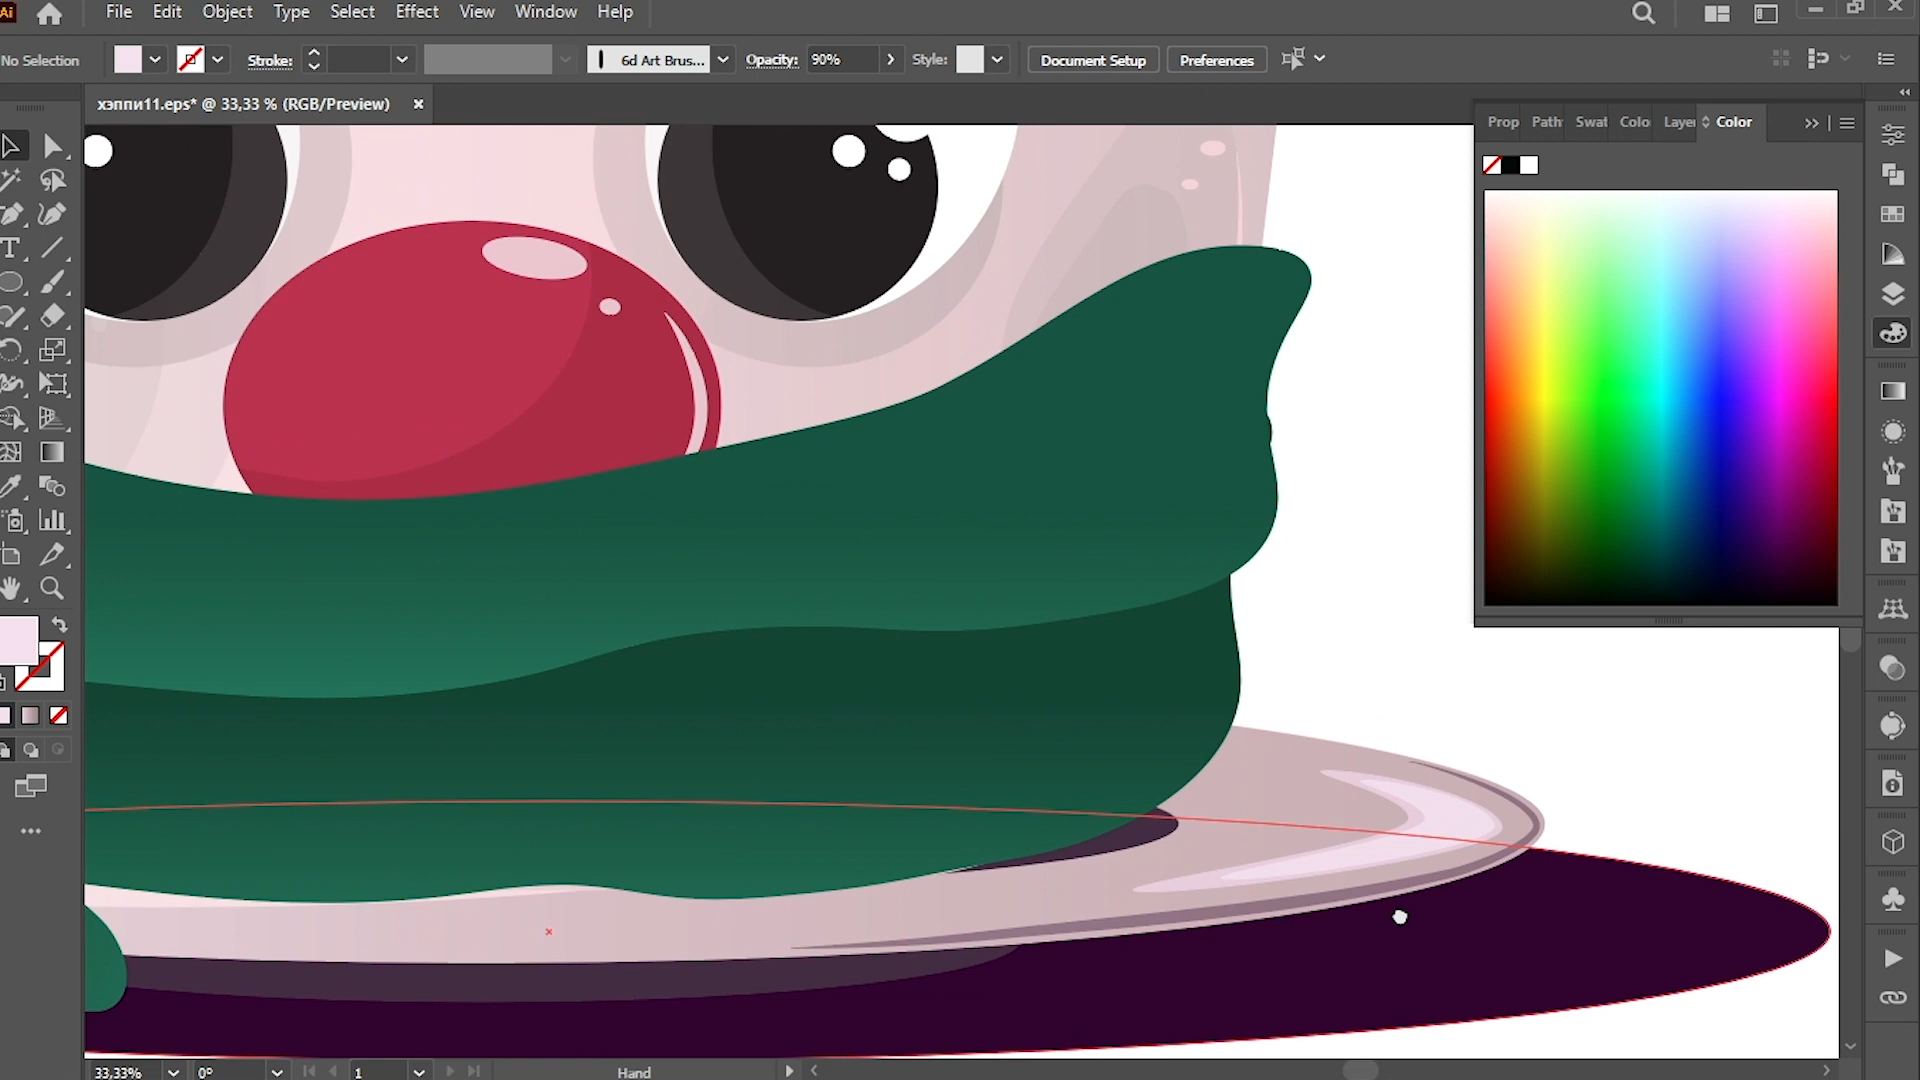 Ai File Edit Object Type Select Effect View Window Help
No Selection Stroke: 6d Art Brus... Opacity: 90% Style: Document Setup Preferences
хэппи11.eps* @ 33,33 % (RGB/Preview) ×
Prop Path Swat Colo Layer Color
33,33% 0° 1 Hand